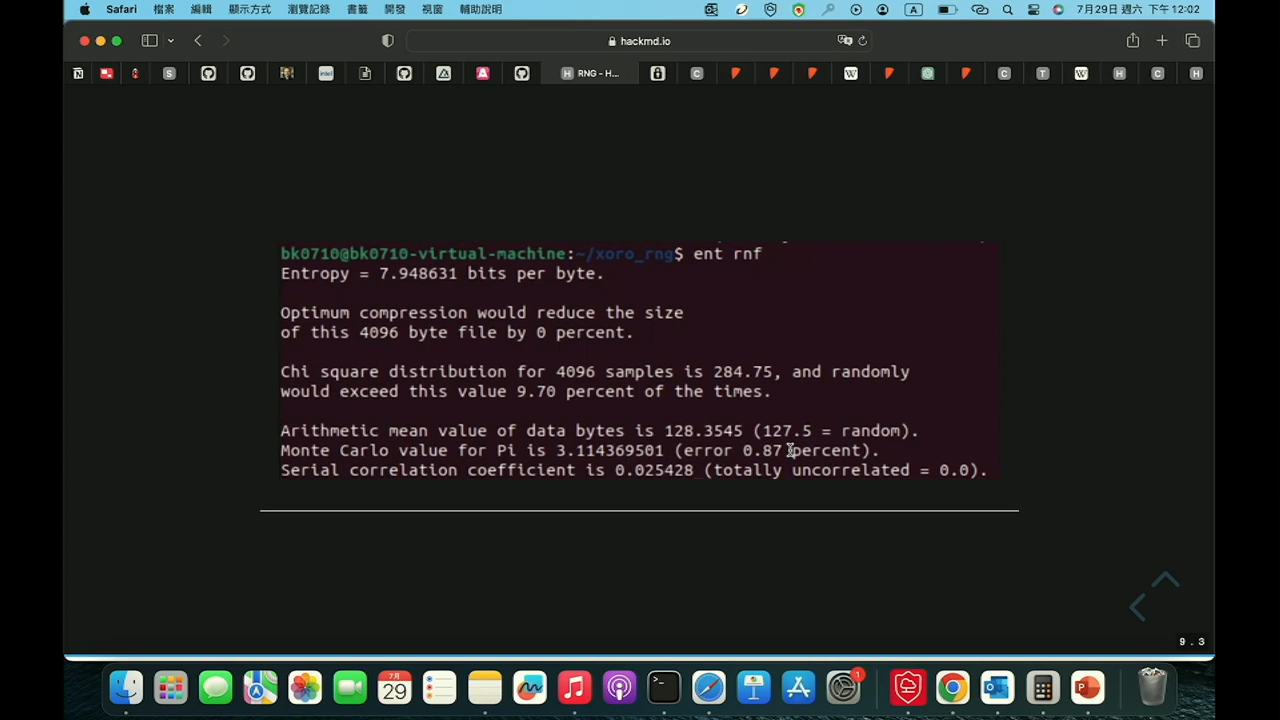 Safari 檔案 編輯 顯示方式 瀏覽記錄 書籤 開發 視窗 輔助說明 A 7月29日 週六 下午12:02
hackmd.io
RNG - H...
bk0710@bk0710-virtual-machine:~/xoro_rng$ ent rnf
Entropy = 7.948631 bits per byte.
Optimum compression would reduce the size
of this 4096 byte file by 0 percent.
Chi square distribution for 4096 samples is 284.75, and randomly
would exceed this value 9.70 percent of the times.
Arithmetic mean value of data bytes is 128.3545 (127.5 = random).
Monte Carlo value for Pi is 3.114369501 (error 0.87 percent).
Serial correlation coefficient is 0.025428 (totally uncorrelated = 0.0).
9.3
7月
29
1